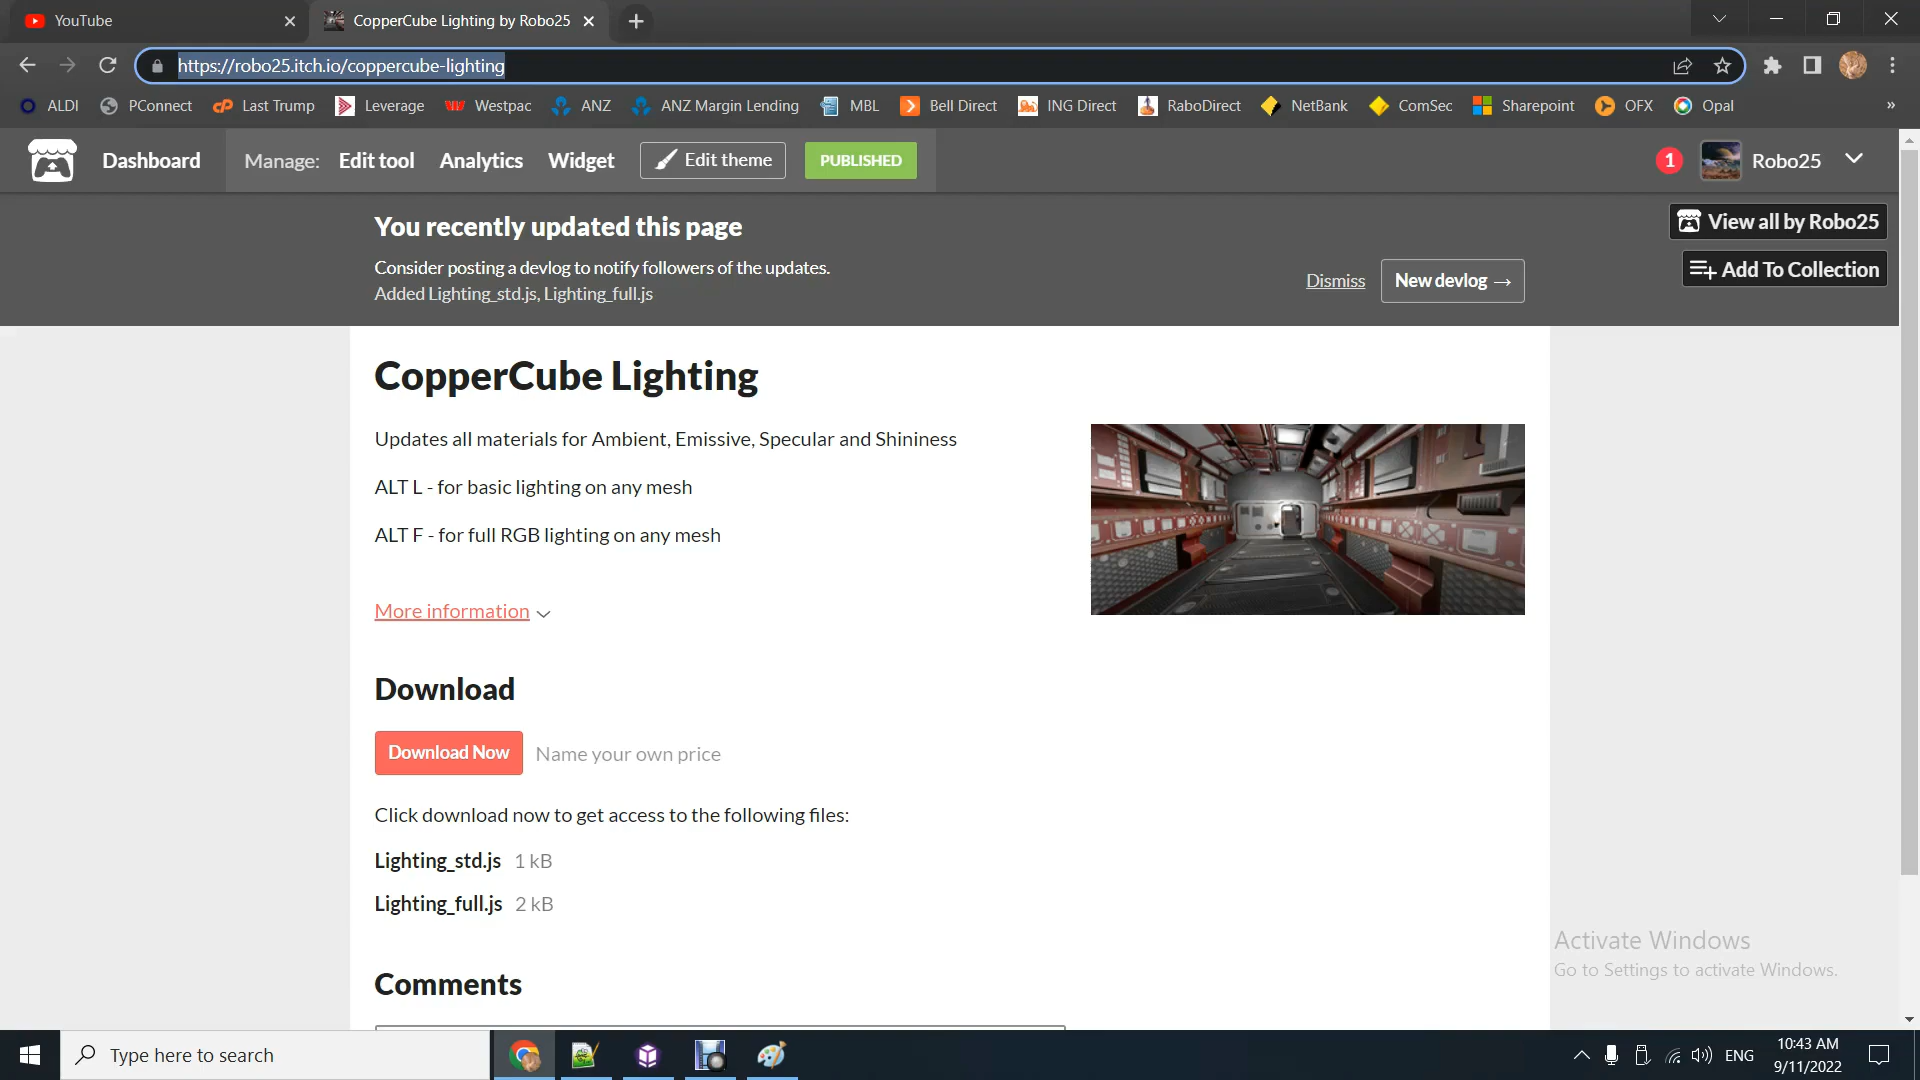 YouTube
CopperCube Lighting by Robo25
https://robo25.itch.io/coppercube-lighting
ALDI PConnect Last Trump Leverage Westpac ANZ ANZ Margin Lending MBL Bell Direct ING Direct RaboDirect NetBank ComSec Sharepoint OFX Opal »
Dashboard Manage: Edit tool Analytics Widget Edit theme PUBLISHED 1 Robo25
You recently updated this page
Consider posting a devlog to notify followers of the updates.
Added Lighting_std.js, Lighting_full.js
Dismiss New devlog →
View all by Robo25
Add To Collection
CopperCube Lighting
Updates all materials for Ambient, Emissive, Specular and Shininess
ALT L - for basic lighting on any mesh
ALT F - for full RGB lighting on any mesh
More information
Download
Download Now Name your own price
Click download now to get access to the following files:
Lighting_std.js 1 kB
Lighting_full.js 2 kB
Comments
Activate Windows
Go to Settings to activate Windows.
Type here to search
ENG
10:43 AM
9/11/2022